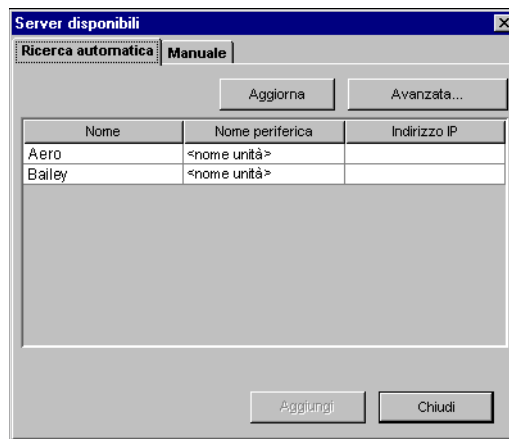 Server disponibili
Ricerca automatica Manuale
Aggiorna Avanzata...
Nome Nome periferica Indirizzo IP
Aero <nome unità>
Bailey <nome unità>
Aggiungi Chiudi